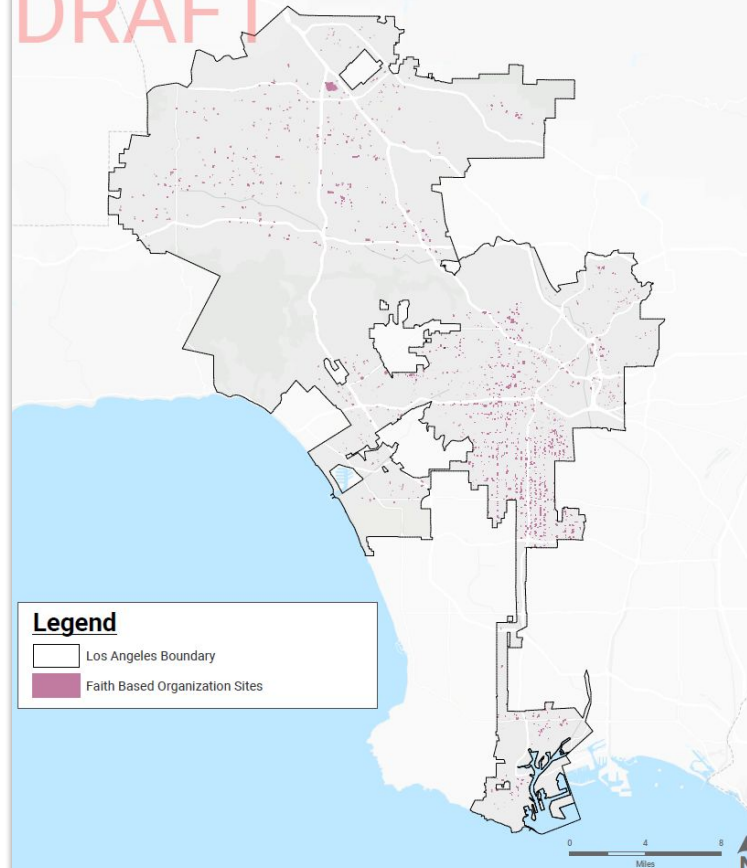 DRAFT
Legend
Los Angeles Boundary
Faith Based Organization Sites
0 4 8
Miles
N